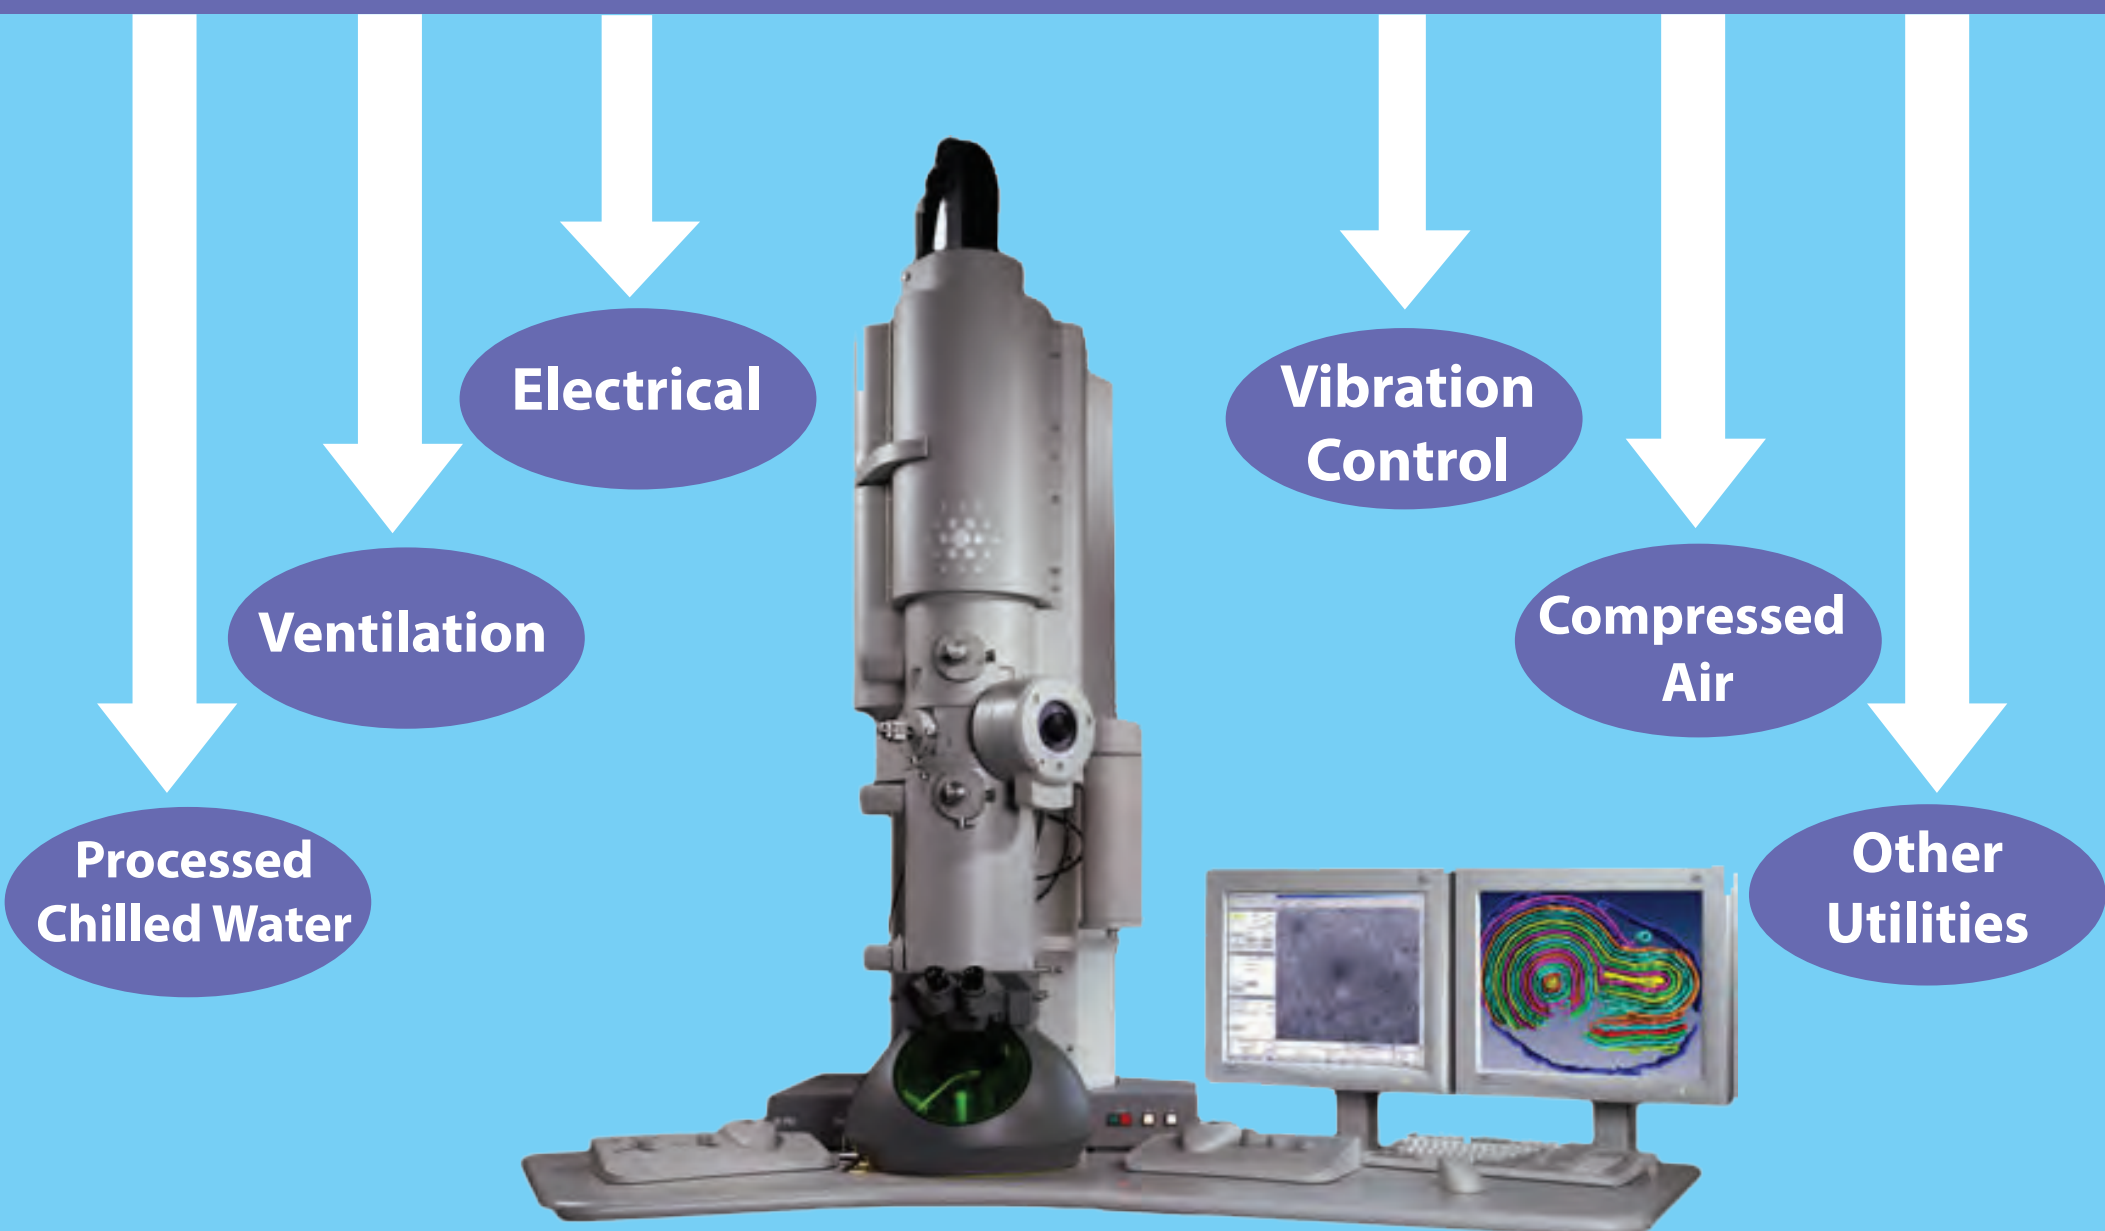 Electrical
Vibration
Control
Ventilation
Compressed
Air
Processed
Chilled Water
Other
Utilities